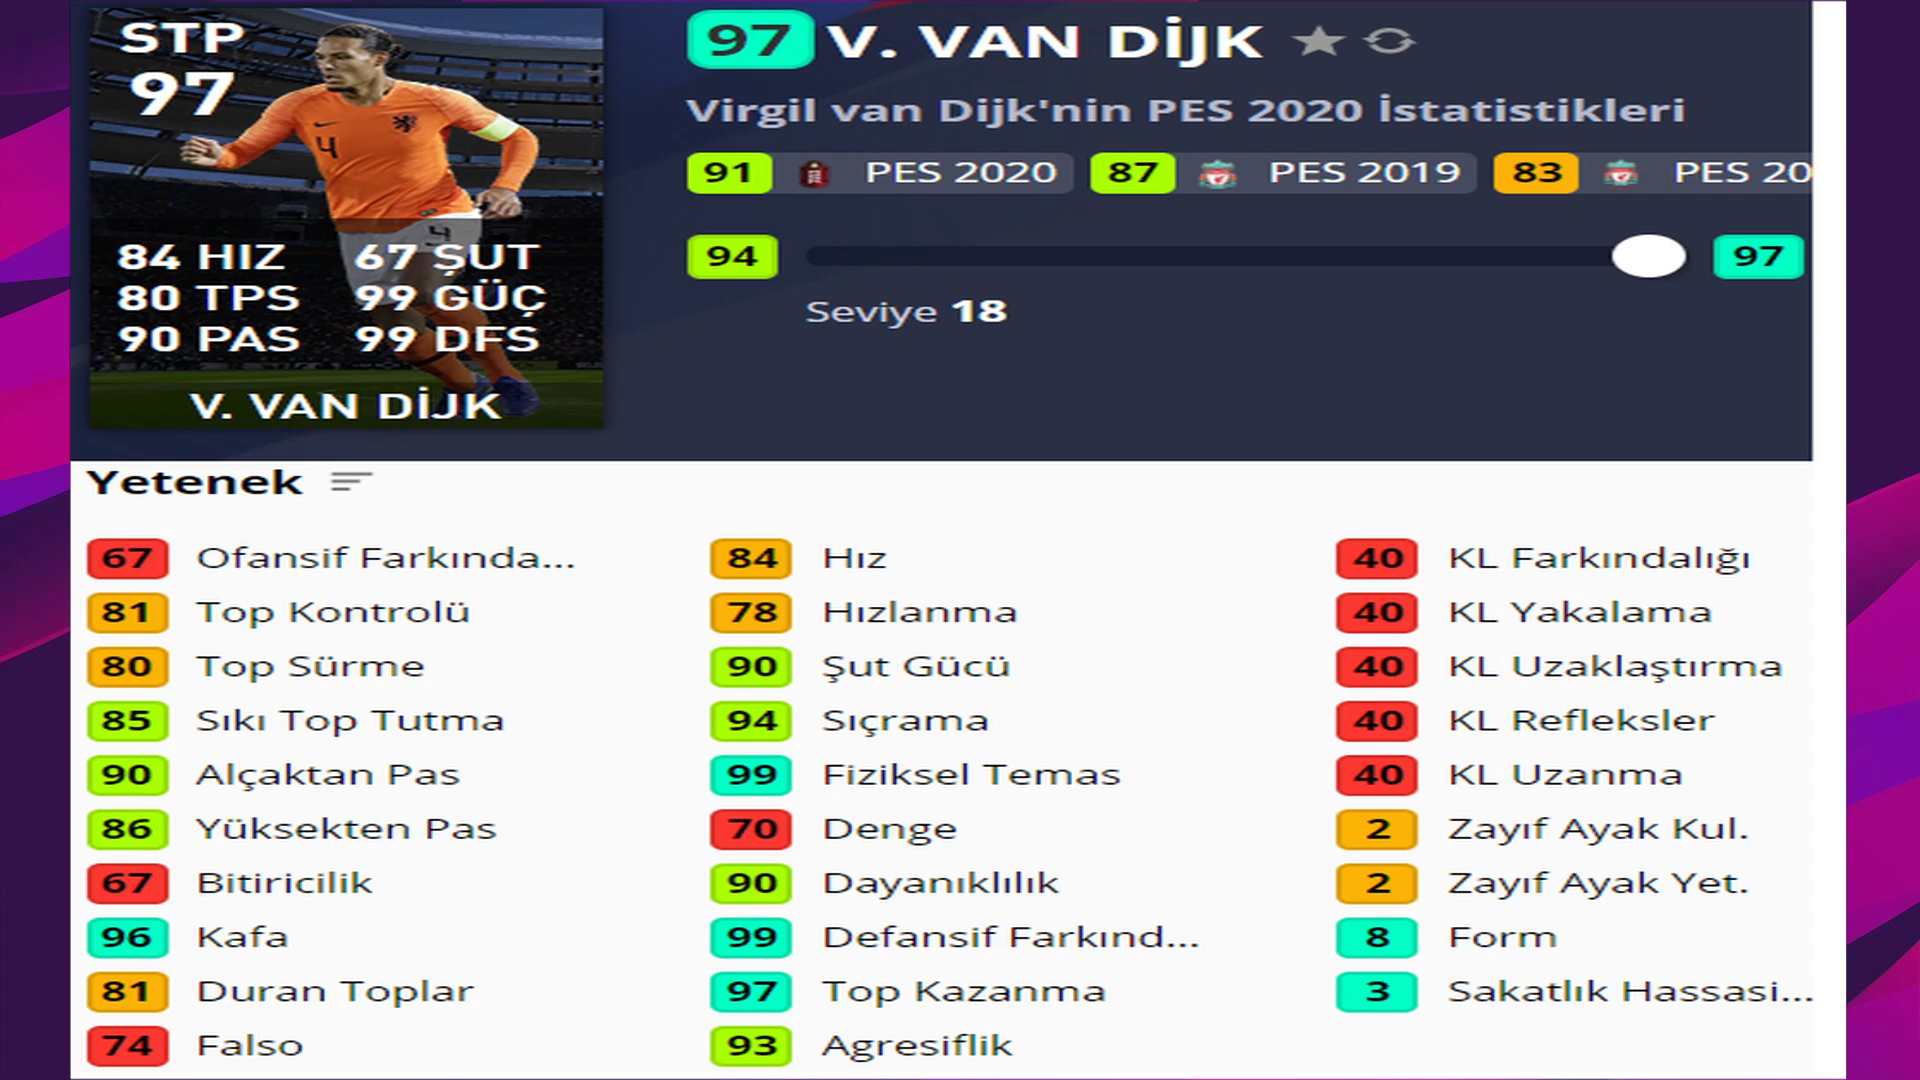 STP
97
84 HIZ 67 ŞUT
80 TPS 99 GÜÇ
90 PAS 99 DFS
V. VAN DİJK
97 V. VAN DİJK
Virgil van Dijk'nin PES 2020 İstatistikleri
91 PES 2020 87 PES 2019 83 PES 20
94 97
Seviye 18
Yetenek
67 Ofansif Farkında...
81 Top Kontrolü
80 Top Sürme
85 Sıkı Top Tutma
90 Alçaktan Pas
86 Yüksekten Pas
67 Bitiricilik
96 Kafa
81 Duran Toplar
74 Falso
84 Hız
78 Hızlanma
90 Şut Gücü
94 Sıçrama
99 Fiziksel Temas
70 Denge
90 Dayanıklılık
99 Defansif Farkınd...
97 Top Kazanma
93 Agresiflik
40 KL Farkındalığı
40 KL Yakalama
40 KL Uzaklaştırma
40 KL Refleksler
40 KL Uzanma
2 Zayıf Ayak Kul.
2 Zayıf Ayak Yet.
8 Form
3 Sakatlık Hassasi...